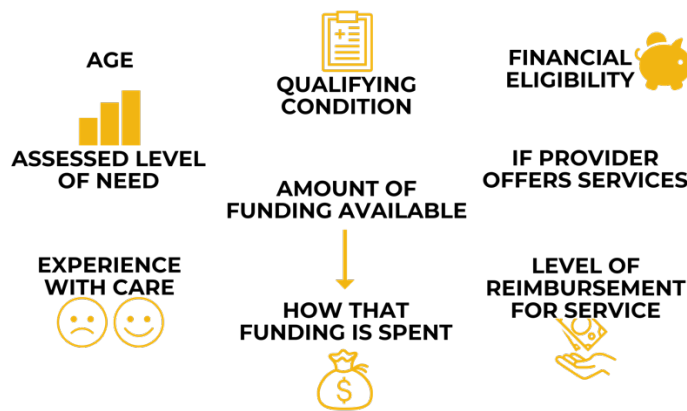 AGE
ASSESSED LEVEL
OF NEED
EXPERIENCE
WITH CARE
QUALIFYING
CONDITION
AMOUNT OF
FUNDING AVAILABLE
HOW THAT
FUNDING IS SPENT
$
FINANCIAL
ELIGIBILITY
IF PROVIDER
OFFERS SERVICES
LEVEL OF
REIMBURSEMENT
FOR SERVICE